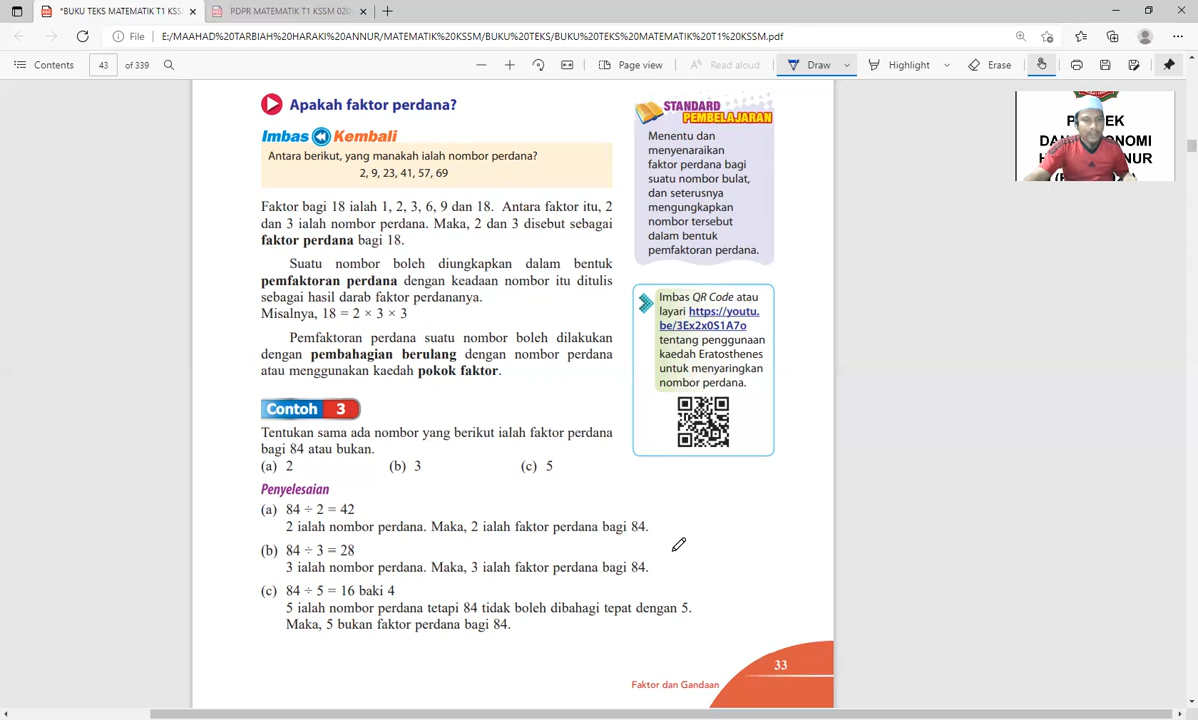 *BUKU TEKS MATEMATIK T1 KSS
PDPR MATEMATIK T1 KSSM 020
File
E:/MAAHAD%20TARBIAH%20HARAKI%20ANNUR/MATEMATIK%20KSSM/BUKU%20TEKS/BUKU%20TEKS%20MATEMATIK%20T1%20KSSM.pdf
Contents
43 of 339
Page view
Read aloud
Draw
Highlight
Erase
Apakah faktor perdana?
Imbas Kembali
Antara berikut, yang manakah ialah nombor perdana?
2, 9, 23, 41, 57, 69
Faktor bagi 18 ialah 1, 2, 3, 6, 9 dan 18. Antara faktor itu, 2
dan 3 ialah nombor perdana. Maka, 2 dan 3 disebut sebagai
faktor perdana bagi 18.
Suatu nombor boleh diungkapkan dalam bentuk
pemfaktoran perdana dengan keadaan nombor itu ditulis
sebagai hasil darab faktor perdananya.
Misalnya, 18 = 2 × 3 × 3
Pemfaktoran perdana suatu nombor boleh dilakukan
dengan pembahagian berulang dengan nombor perdana
atau menggunakan kaedah pokok faktor.
Contoh 3
Tentukan sama ada nombor yang berikut ialah faktor perdana
bagi 84 atau bukan.
(a) 2 (b) 3 (c) 5
Penyelesaian
(a) 84 ÷ 2 = 42
2 ialah nombor perdana. Maka, 2 ialah faktor perdana bagi 84.
(b) 84 ÷ 3 = 28
3 ialah nombor perdana. Maka, 3 ialah faktor perdana bagi 84.
(c) 84 ÷ 5 = 16 baki 4
5 ialah nombor perdana tetapi 84 tidak boleh dibahagi tepat dengan 5.
Maka, 5 bukan faktor perdana bagi 84.
STANDARD
PEMBELAJARAN
Menentu dan
menyenaraikan
faktor perdana bagi
suatu nombor bulat,
dan seterusnya
mengungkapkan
nombor tersebut
dalam bentuk
pemfaktoran perdana.
Imbas QR Code atau
layari https://youtu.
be/3Ex2x0S1A7o
tentang penggunaan
kaedah Eratosthenes
untuk menyaringkan
nombor perdana.
33
Faktor dan Gandaan